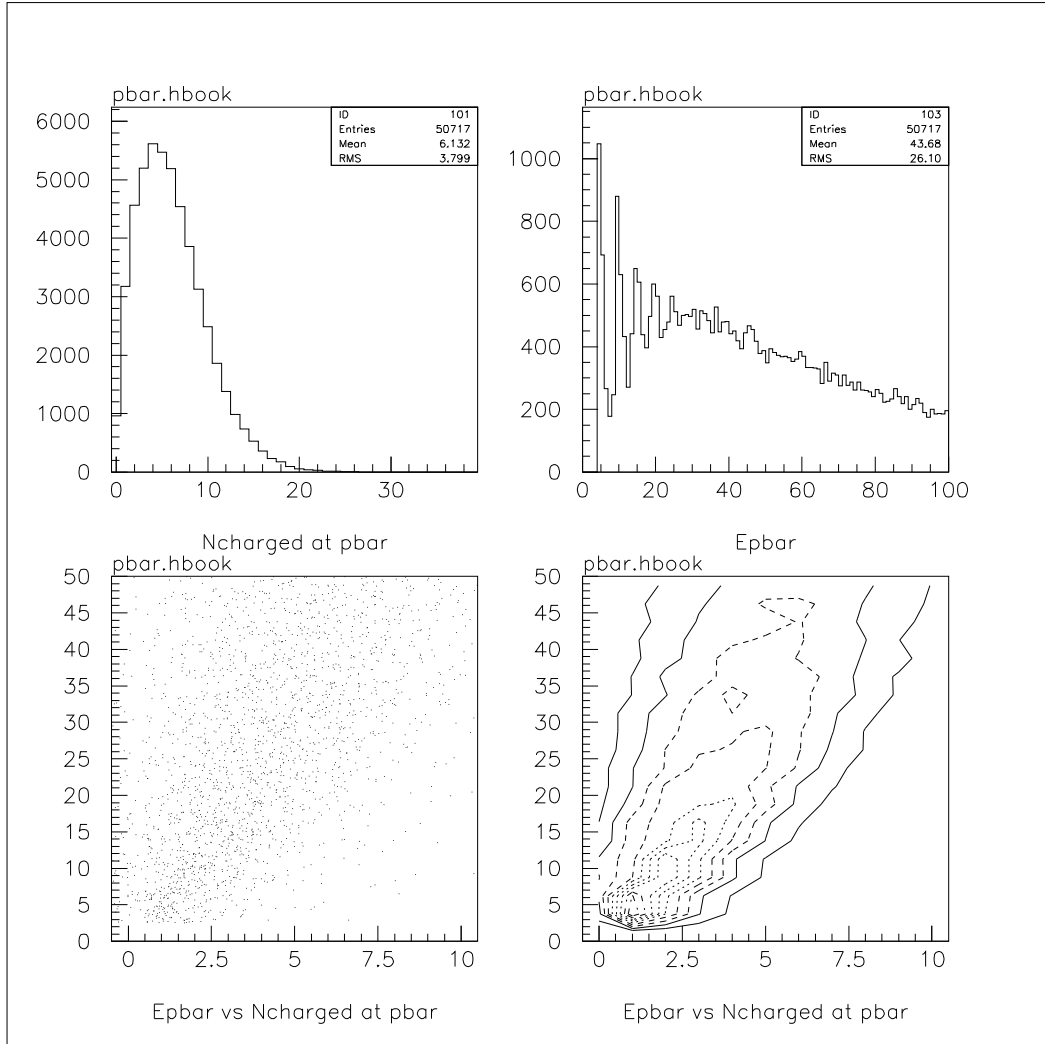 pbar.hbook
ID 101
Entries 50717
Mean 6.132
RMS 3.799
6000
5000
4000
3000
2000
1000
0
0 10 20 30
Ncharged at pbar
pbar.hbook
ID 103
Entries 50717
Mean 43.68
RMS 26.10
1000
800
600
400
200
0
0 20 40 60 80 100
Epbar
pbar.hbook
50
45
40
35
30
25
20
15
10
5
0
0 2.5 5 7.5 10
Epbar vs Ncharged at pbar
pbar.hbook
50
45
40
35
30
25
20
15
10
5
0
0 2.5 5 7.5 10
Epbar vs Ncharged at pbar